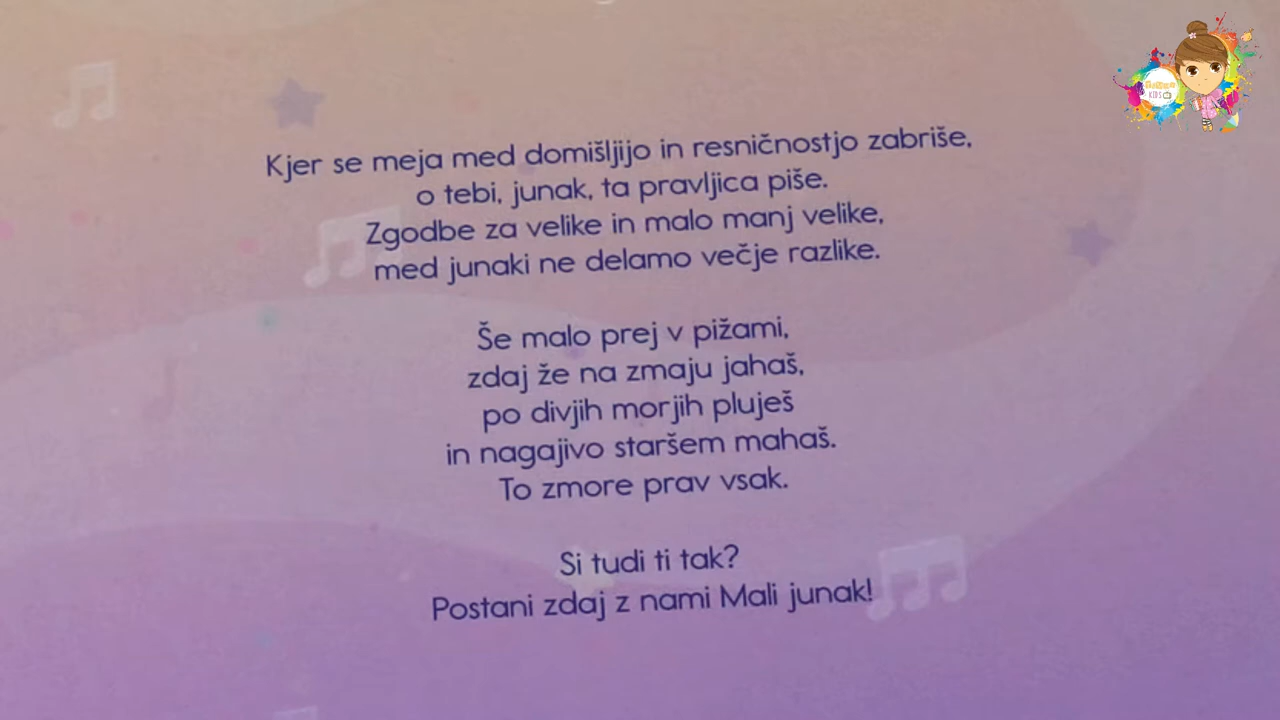 Kjer se meja med domišljijo in resničnostjo zabriše,
o tebi, junak, ta pravljica piše.
Zgodbe za velike in malo manj velike,
med junaki ne delamo večje razlike.
Še malo prej v pižami,
zdaj že na zmaju jahaš,
po divjih morjih pluješ
in nagajivo staršem mahaš.
To zmore prav vsak.
Si tudi ti tak?
Postani zdaj z nami Mali junak!
KIDS